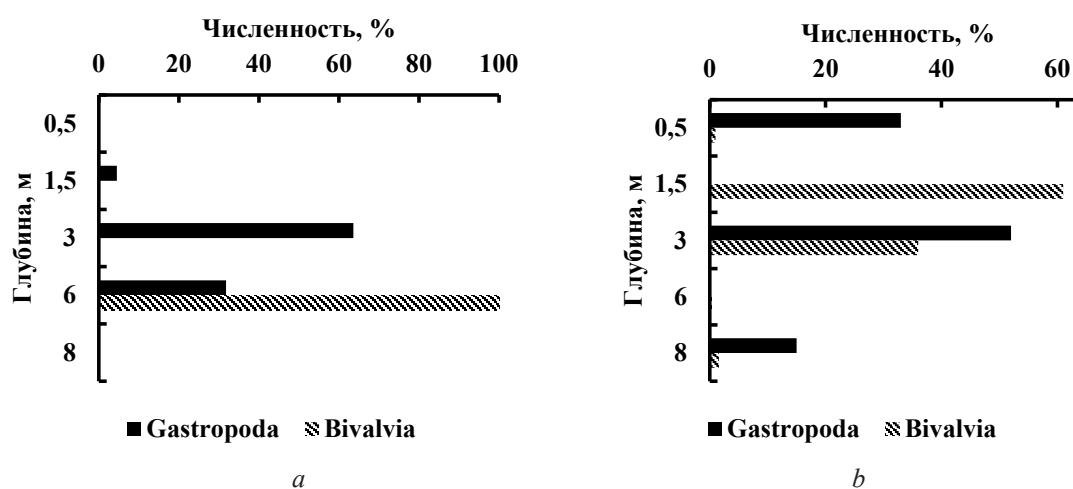 Численность, %
0 20 40 60 80 100
Глубина, м
0,5
1,5
3
6
8
Gastropoda Bivalvia
a
Численность, %
0 20 40 60
Глубина, м
0,5
1,5
3
6
8
Gastropoda Bivalvia
b